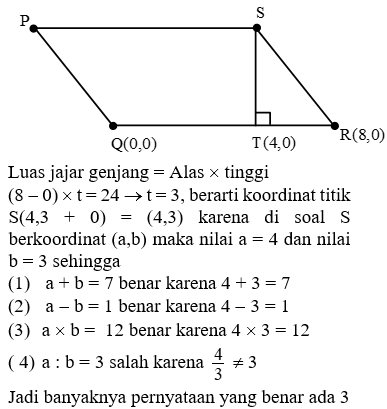 P
S
Q(0,0)
T(4,0)
R(8,0)
Luas jajar genjang = Alas × tinggi
(8 – 0) × t = 24 → t = 3, berarti koordinat titik
S(4,3 + 0) = (4,3) karena di soal S
berkoordinat (a,b) maka nilai a = 4 dan nilai
b = 3 sehingga
(1) a + b = 7 benar karena 4 + 3 = 7
(2) a – b = 1 benar karena 4 – 3 = 1
(3) a × b = 12 benar karena 4 × 3 = 12
( 4) a : b = 3 salah karena 4/3 ≠ 3
Jadi banyaknya pernyataan yang benar ada 3